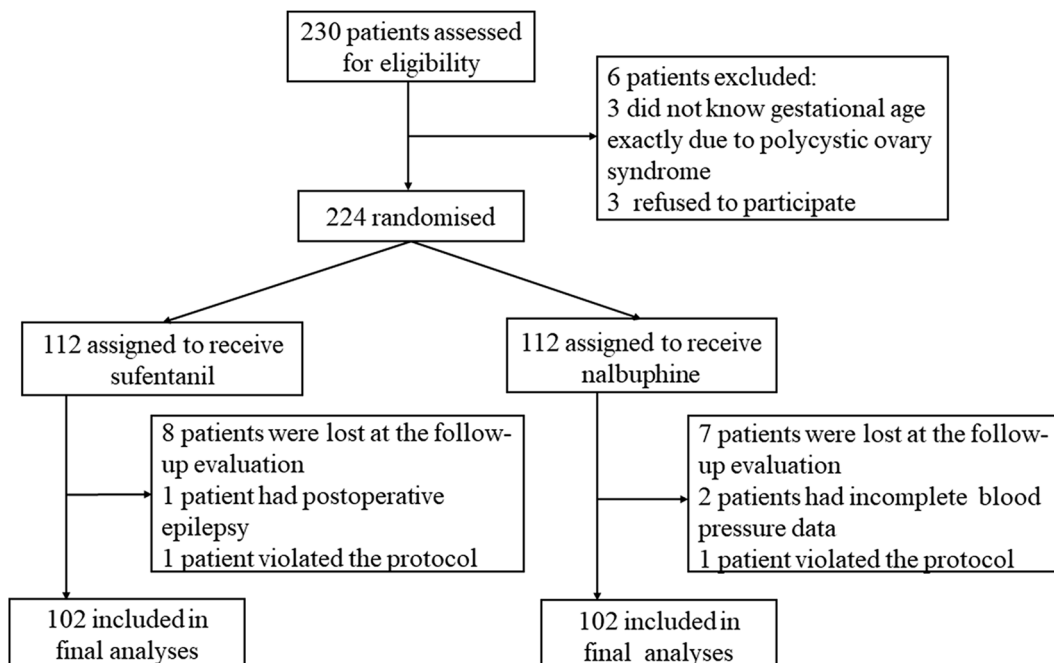 230 patients assessed
for eligibility
6 patients excluded:
3 did not know gestational age
exactly due to polycystic ovary
syndrome
3 refused to participate
224 randomised
112 assigned to receive
sufentanil
112 assigned to receive
nalbuphine
8 patients were lost at the follow-
up evaluation
1 patient had postoperative
epilepsy
1 patient violated the protocol
7 patients were lost at the follow-
up evaluation
2 patients had incomplete blood
pressure data
1 patient violated the protocol
102 included in
final analyses
102 included in
final analyses